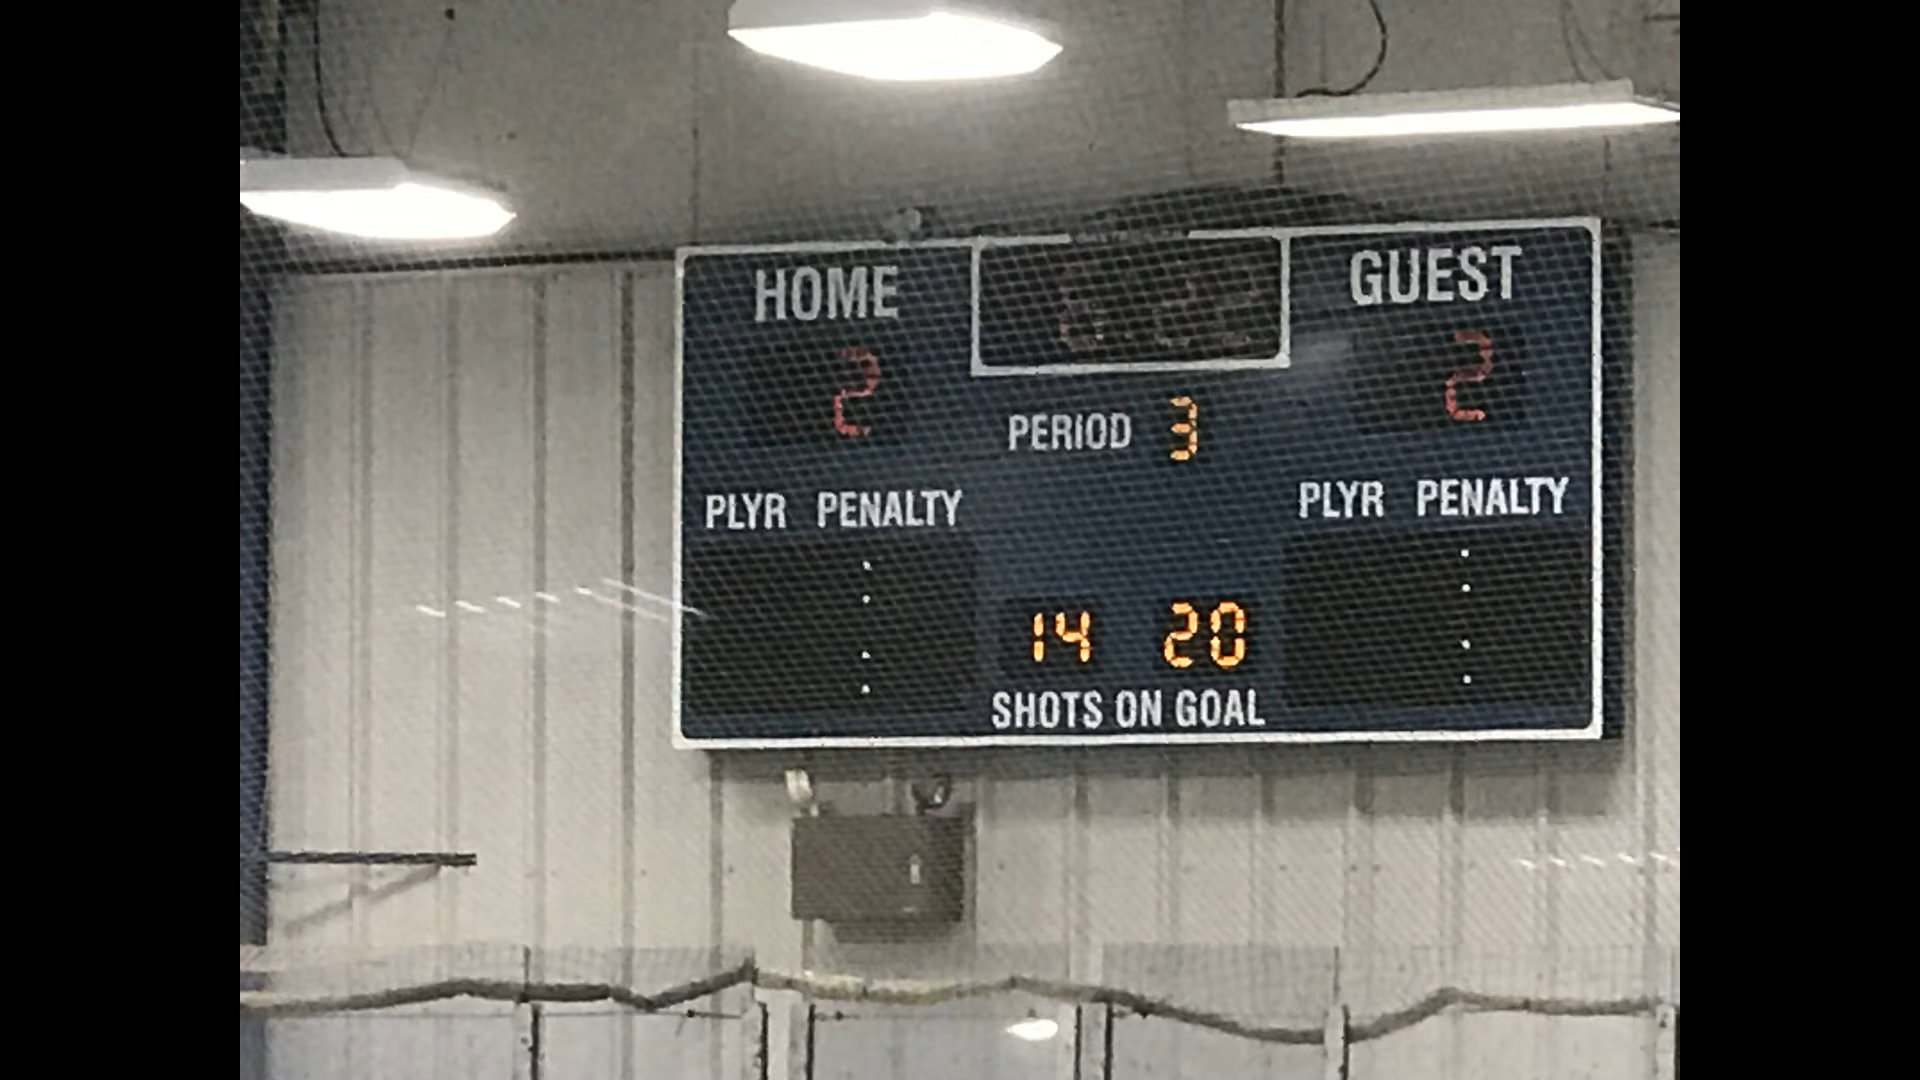 HOME
GUEST
2
2
PERIOD 3
PLYR PENALTY
PLYR PENALTY
14 20
SHOTS ON GOAL